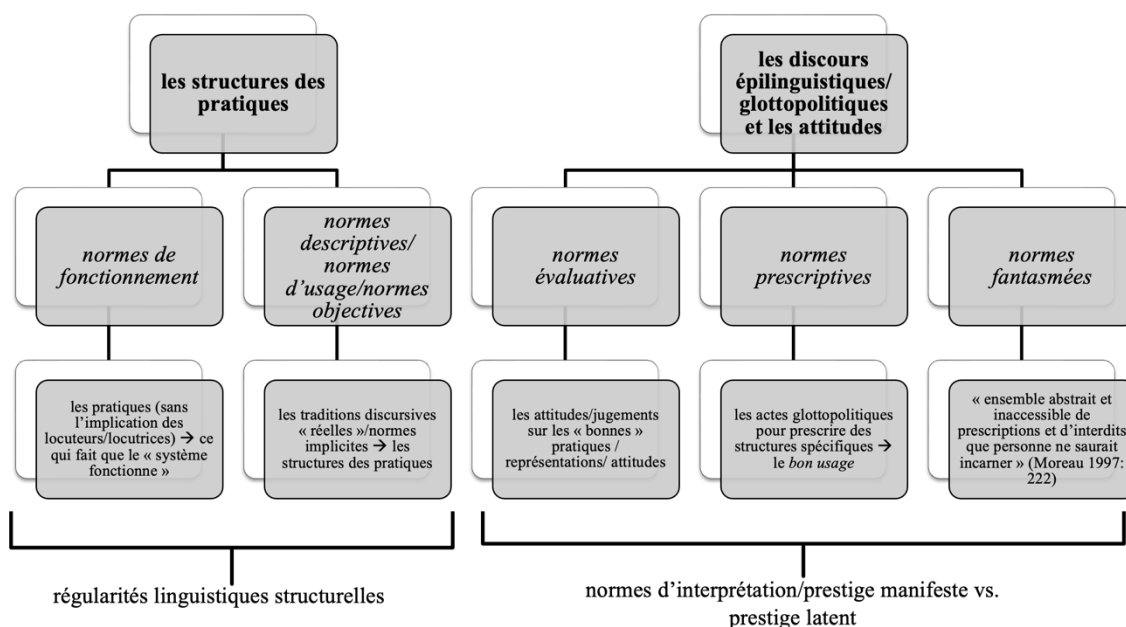 les structures des
pratiques
les discours
épilinguistiques/
glottopolitiques
et les attitudes
normes de
fonctionnement
normes
descriptives/
normes
d’usage/normes
objectives
normes
évaluatives
normes
prescriptives
normes
fantasmées
les pratiques (sans
l’implication des
locuteurs/locutrices) → ce
qui fait que le « système
fonctionne »
les traditions discursives
« réelles »/normes
implicites → les
structures des pratiques
les attitudes/jugements
sur les « bonnes »
pratiques /
représentations/ attitudes
les actes glottopolitiques
pour prescrire des
structures spécifiques →
le bon usage
« ensemble abstrait et
inaccessible de
prescriptions et d’interdits
que personne ne saurait
incarner » (Moreau 1997:
222)
régularités linguistiques structurelles
normes d’interprétation/prestige manifeste vs.
prestige latent